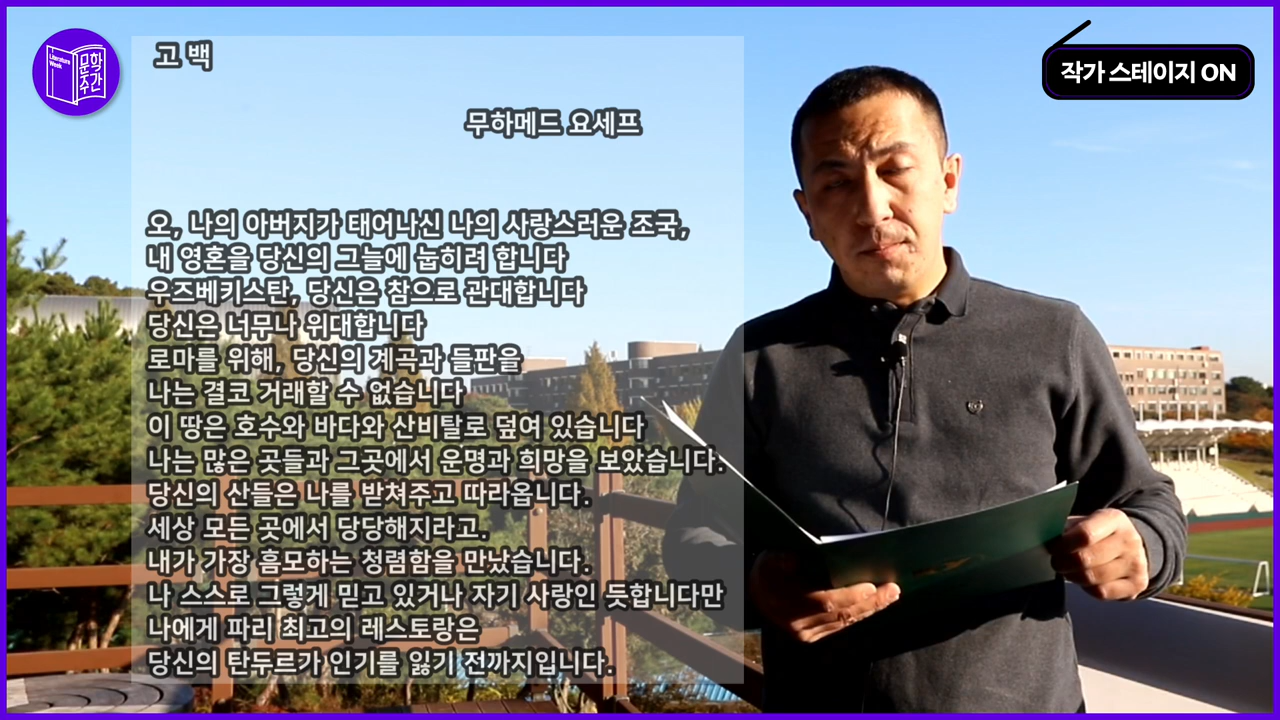 Literature
Week
문학
주간
작가 스테이지 ON
고 백
무하메드 요세프
오, 나의 아버지가 태어나신 나의 사랑스러운 조국,
내 영혼을 당신의 그늘에 눕히려 합니다
우즈베키스탄, 당신은 참으로 관대합니다
당신은 너무나 위대합니다
로마를 위해, 당신의 계곡과 들판을
나는 결코 거래할 수 없습니다
이 땅은 호수와 바다와 산비탈로 덮여 있습니다
나는 많은 곳들과 그곳에서 운명과 희망을 보았습니다.
당신의 산들은 나를 받쳐주고 따라옵니다.
세상 모든 곳에서 당당해지라고.
내가 가장 흠모하는 청렴함을 만났습니다.
나 스스로 그렇게 믿고 있거나 자기 사랑인 듯합니다만
나에게 파리 최고의 레스토랑은
당신의 탄두르가 인기를 잃기 전까지입니다.